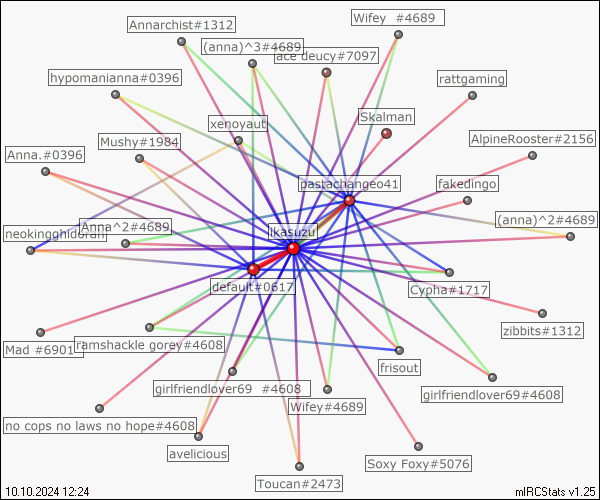 Annarchist#1312
Wifey #4689
(anna)^3#4689
ace deucy#7097
hypomanianna#0396
rattgaming
xenoyaut
Skalman
Mushy#1984
AlpineRooster#2156
Anna.#0396
pastachangeo41
fakedingo
Anna^2#4689
(anna)^2#4689
neokingghidorah
ikasuzu
default#0617
Cypha#1717
zibbits#1312
Mad #6901
ramshackle gorey#4608
frisout
girlfriendlover69 #4608
girlfriendlover69#4608
Wifey#4689
no cops no laws no hope#4608
avelicious
Soxy Foxy#5076
Toucan#2473
10.10.2024 12:24
mIRCStats v1.25